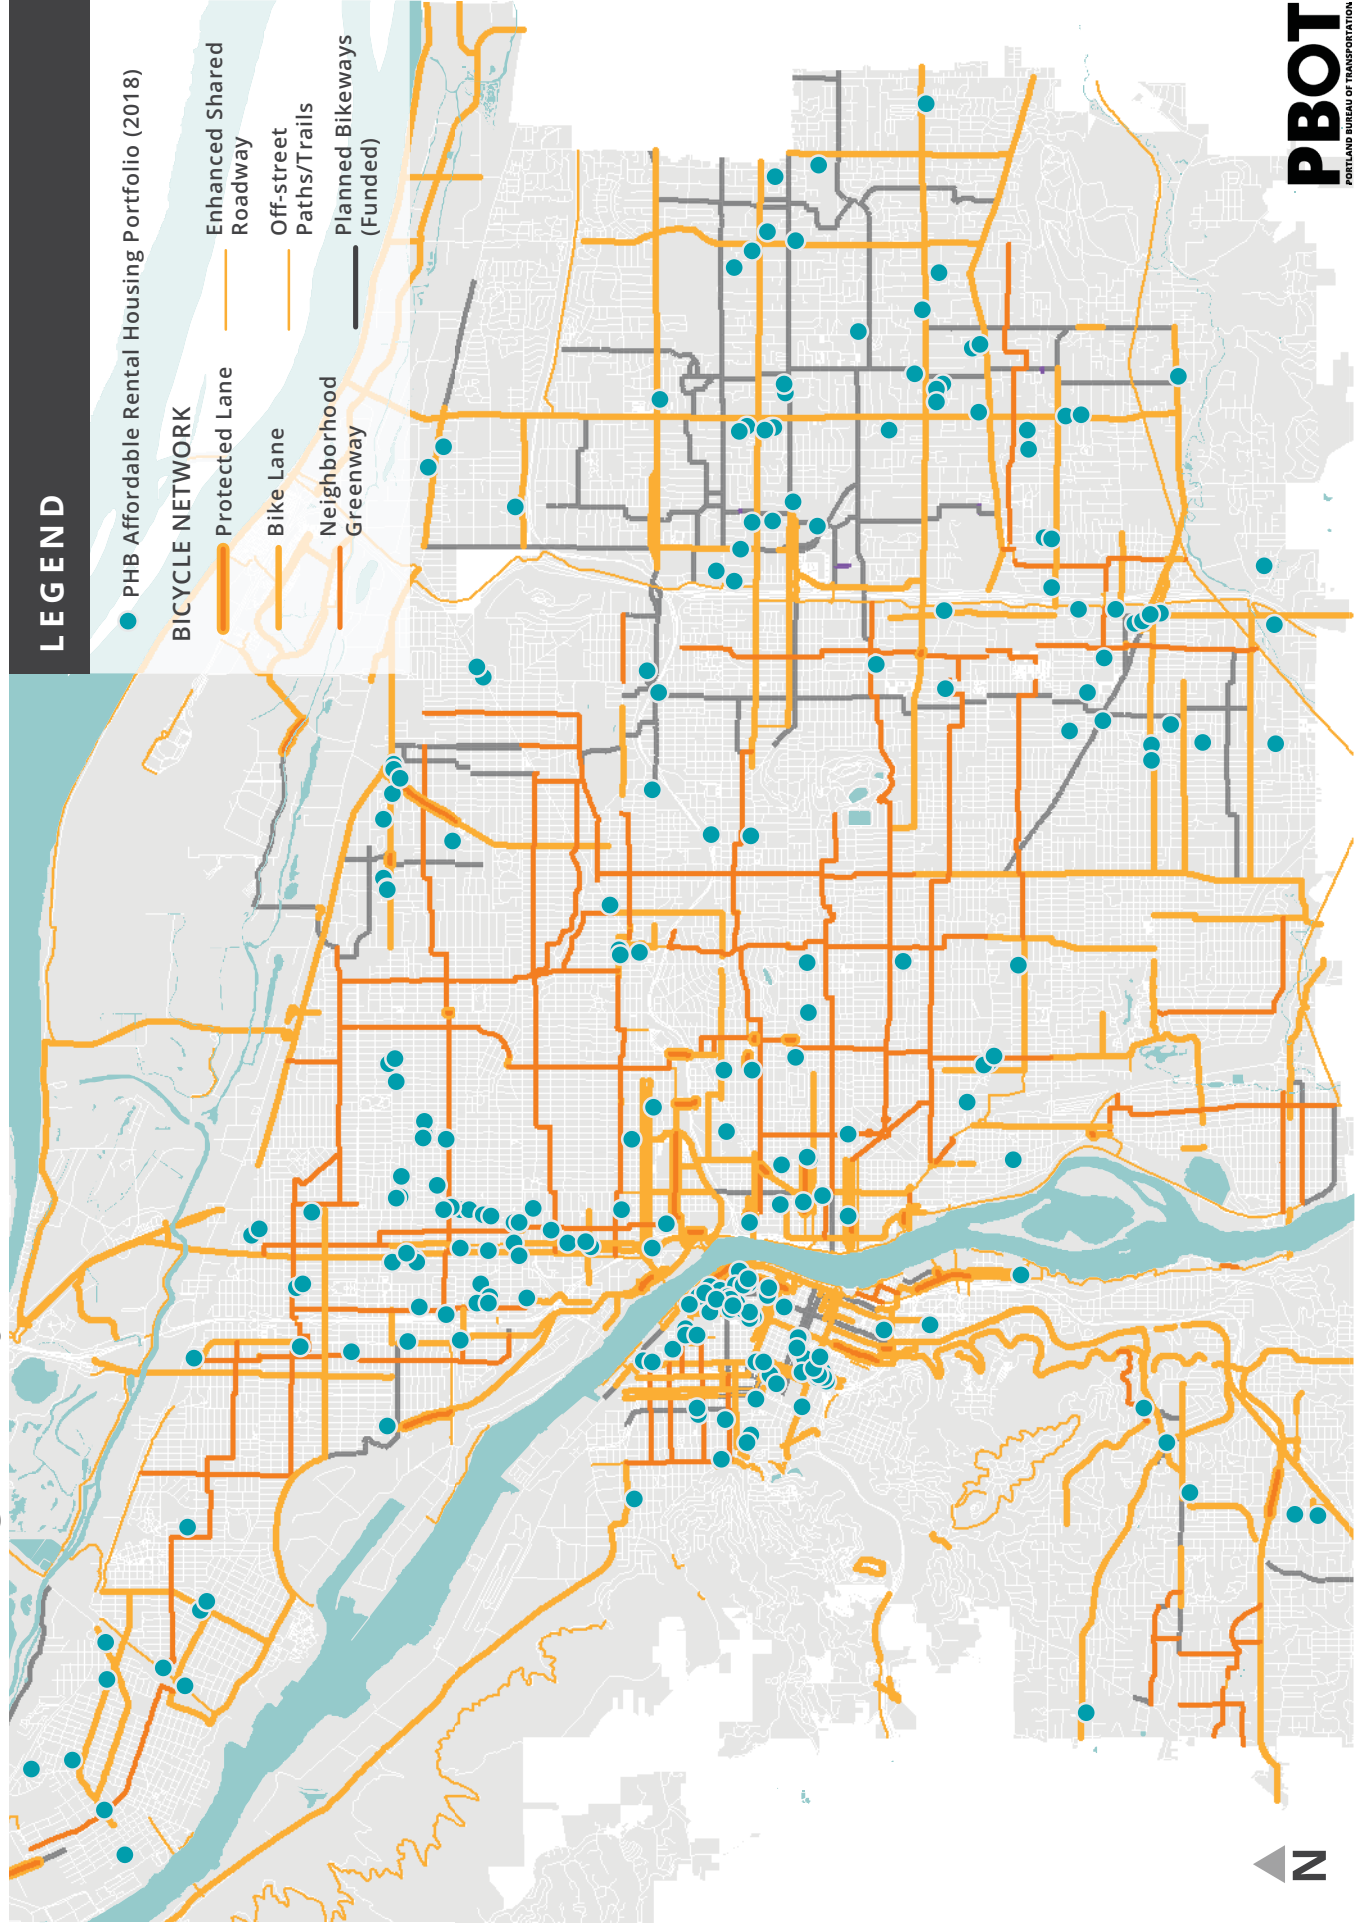 LEGEND
PHB Affordable Rental Housing Portfolio (2018)
BICYCLE NETWORK
Protected Lane
Bike Lane
Neighborhood
Greenway
Enhanced Shared
Roadway
Off-street
Paths/Trails
Planned Bikeways
(Funded)
N
PBOT
PORTLAND BUREAU OF TRANSPORTATION